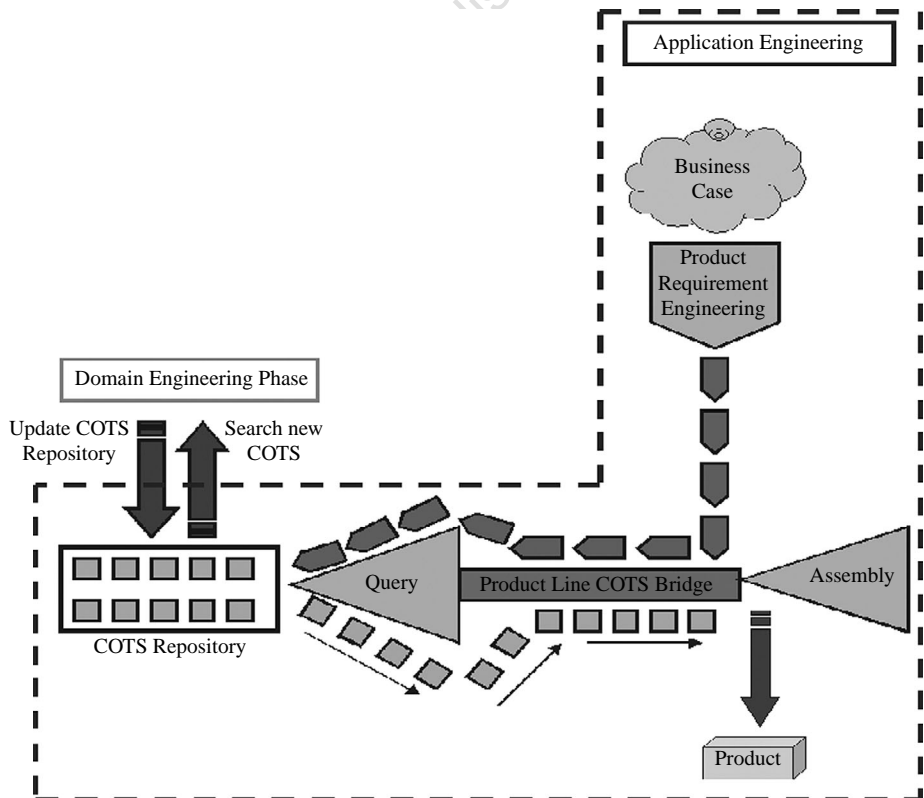 Application Engineering
Business
Case
Product
Requirement
Engineering
Domain Engineering Phase
Update COTS
Repository
Search new
COTS
Query
Product Line COTS Bridge
Assembly
COTS Repository
Product